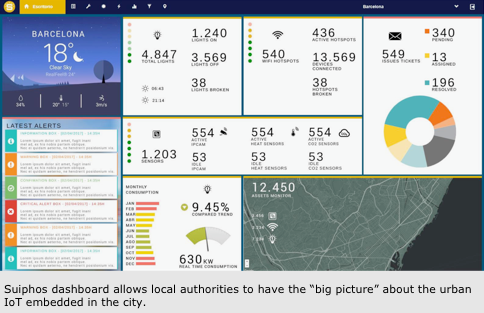 S Dashboard Barcelona
BARCELONA
18°
Clear Sky
34% 20° 15° 3m/s
4.847
TOTAL LIGHTS
1.240
LIGHTS ON
3.569
LIGHTS OFF
38
LIGHTS BROKEN
06:43
21:14
540
WIFI HOTSPOTS
436
ACTIVE HOTSPOTS
13.569
DEVICES
CONNECTED
38
HOTSPOTS
BROKEN
549
ISSUES TICKETS
340
PENDING
13
ASSIGNED
196
RESOLVED
LATEST ALERTS
1.203
SENSORS
554
ACTIVE
IPCAM
53
IDLE
IPCAM
554
ACTIVE
HEAT SENSORS
53
IDLE
HEAT SENSORS
554
ACTIVE
CO2 SENSORS
53
IDLE
CO2 SENSORS
MONTHLY
CONSUMPTION
JAN
FEB
MAR
APR
MAY
JUN
JUL
AUG
SEP
OCT
NOV
DEC
9.45%
COMPARED TREND
630 KW
REAL TIME CONSUMPTION
12.450
ASSETS MONITOR
Suiphos dashboard allows local authorities to have the “big picture” about the urban
IoT embedded in the city.